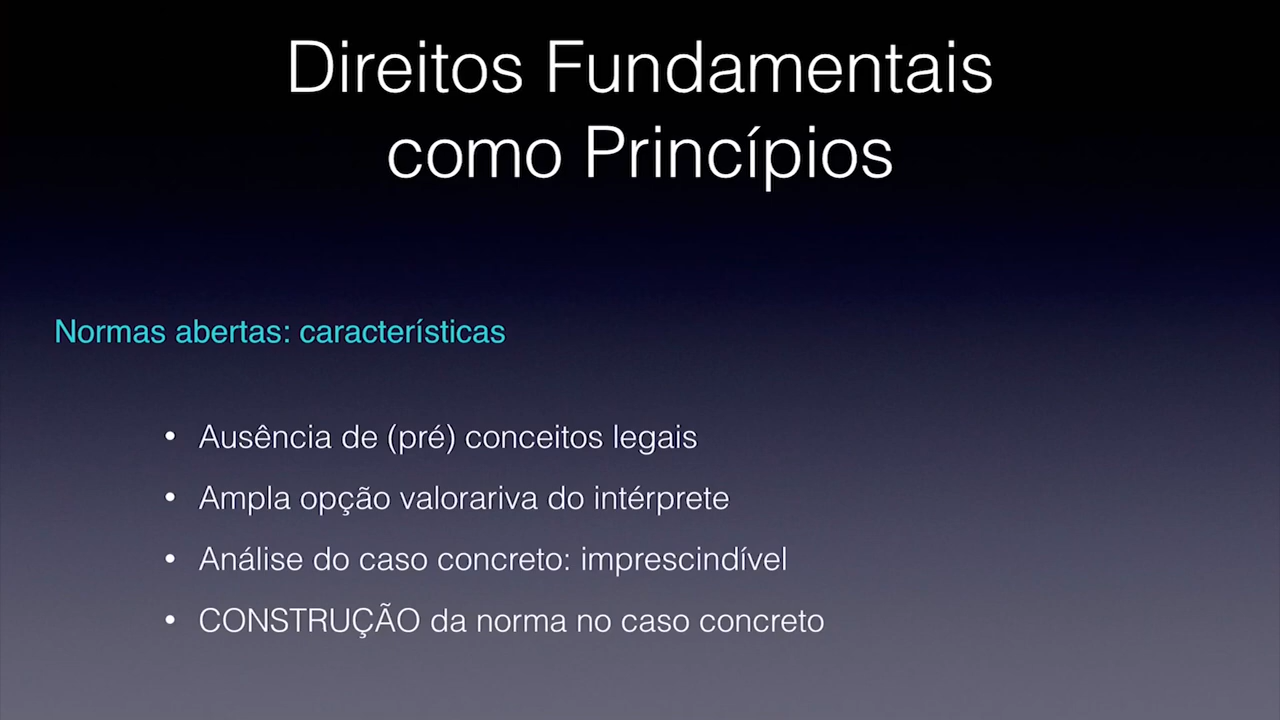 Direitos Fundamentais
como Princípios
Normas abertas: características
• Ausência de (pré) conceitos legais
• Ampla opção valorariva do intérprete
• Análise do caso concreto: imprescindível
• CONSTRUÇÃO da norma no caso concreto